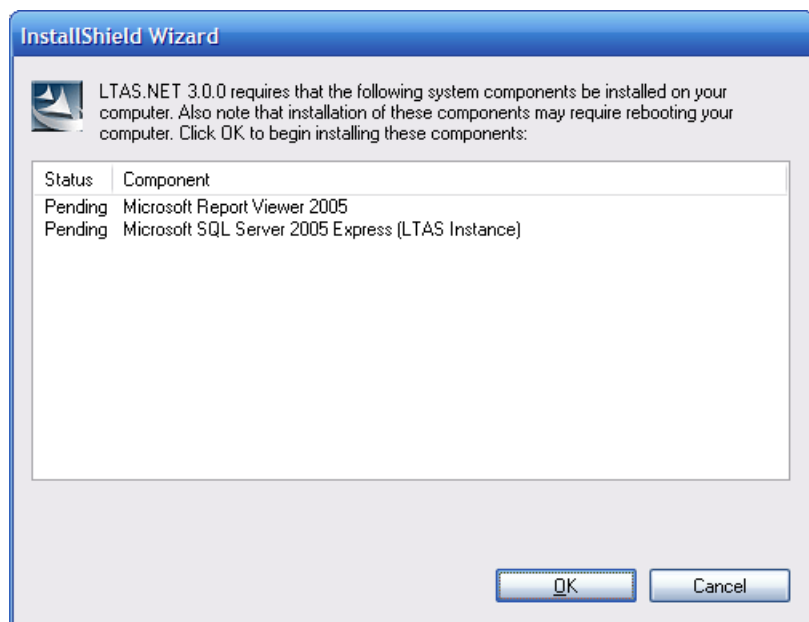 InstallShield Wizard
LTAS.NET 3.0.0 requires that the following system components be installed on your
computer. Also note that installation of these components may require rebooting your
computer. Click OK to begin installing these components:
Status Component
Pending Microsoft Report Viewer 2005
Pending Microsoft SQL Server 2005 Express (LTAS Instance)
OK Cancel